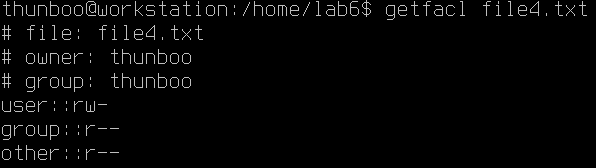 thunboo@workstation:/home/lab6$ getfacl file4.txt
# file: file4.txt
# owner: thunboo
# group: thunboo
user::rw-
group::r--
other::r--